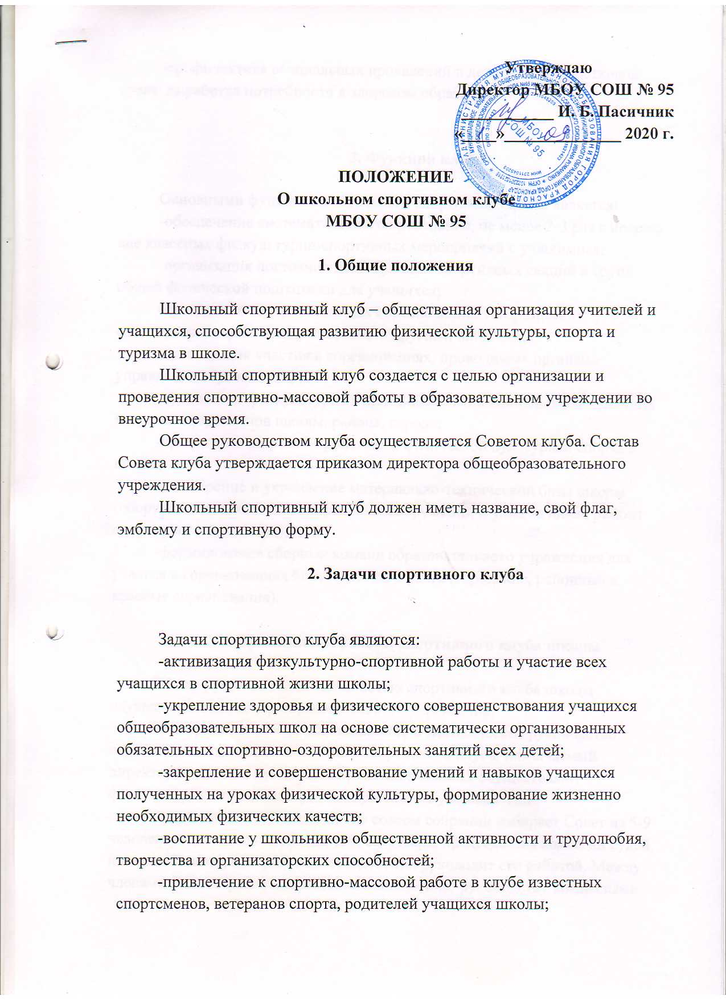 Утверждаю
Директор МБОУ СОШ № 95
___________ И. Б. Пасичник
« 1 »  09  2020 г.
МБОУ
СОШ № 95
ПОЛОЖЕНИЕ
О школьном спортивном клубе
МБОУ СОШ № 95
1. Общие положения
Школьный спортивный клуб – общественная организация учителей и
учащихся, способствующая развитию физической культуры, спорта и
туризма в школе.
Школьный спортивный клуб создается с целью организации и
проведения спортивно-массовой работы в образовательном учреждении во
внеурочное время.
Общее руководством клуба осуществляется Советом клуба. Состав
Совета клуба утверждается приказом директора общеобразовательного
учреждения.
Школьный спортивный клуб должен иметь название, свой флаг,
эмблему и спортивную форму.
2. Задачи спортивного клуба
Задачи спортивного клуба являются:
-активизация физкультурно-спортивной работы и участие всех
учащихся в спортивной жизни школы;
-укрепление здоровья и физического совершенствования учащихся
общеобразовательных школ на основе систематически организованных
обязательных спортивно-оздоровительных занятий всех детей;
-закрепление и совершенствование умений и навыков учащихся
полученных на уроках физической культуры, формирование жизненно
необходимых физических качеств;
-воспитание у школьников общественной активности и трудолюбия,
творчества и организаторских способностей;
-привлечение к спортивно-массовой работе в клубе известных
спортсменов, ветеранов спорта, родителей учащихся школы;